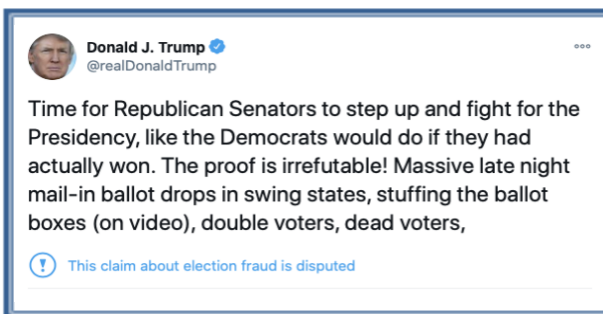 Donald J. Trump
@realDonaldTrump
Time for Republican Senators to step up and fight for the
Presidency, like the Democrats would do if they had
actually won. The proof is irrefutable! Massive late night
mail-in ballot drops in swing states, stuffing the ballot
boxes (on video), double voters, dead voters,
This claim about election fraud is disputed